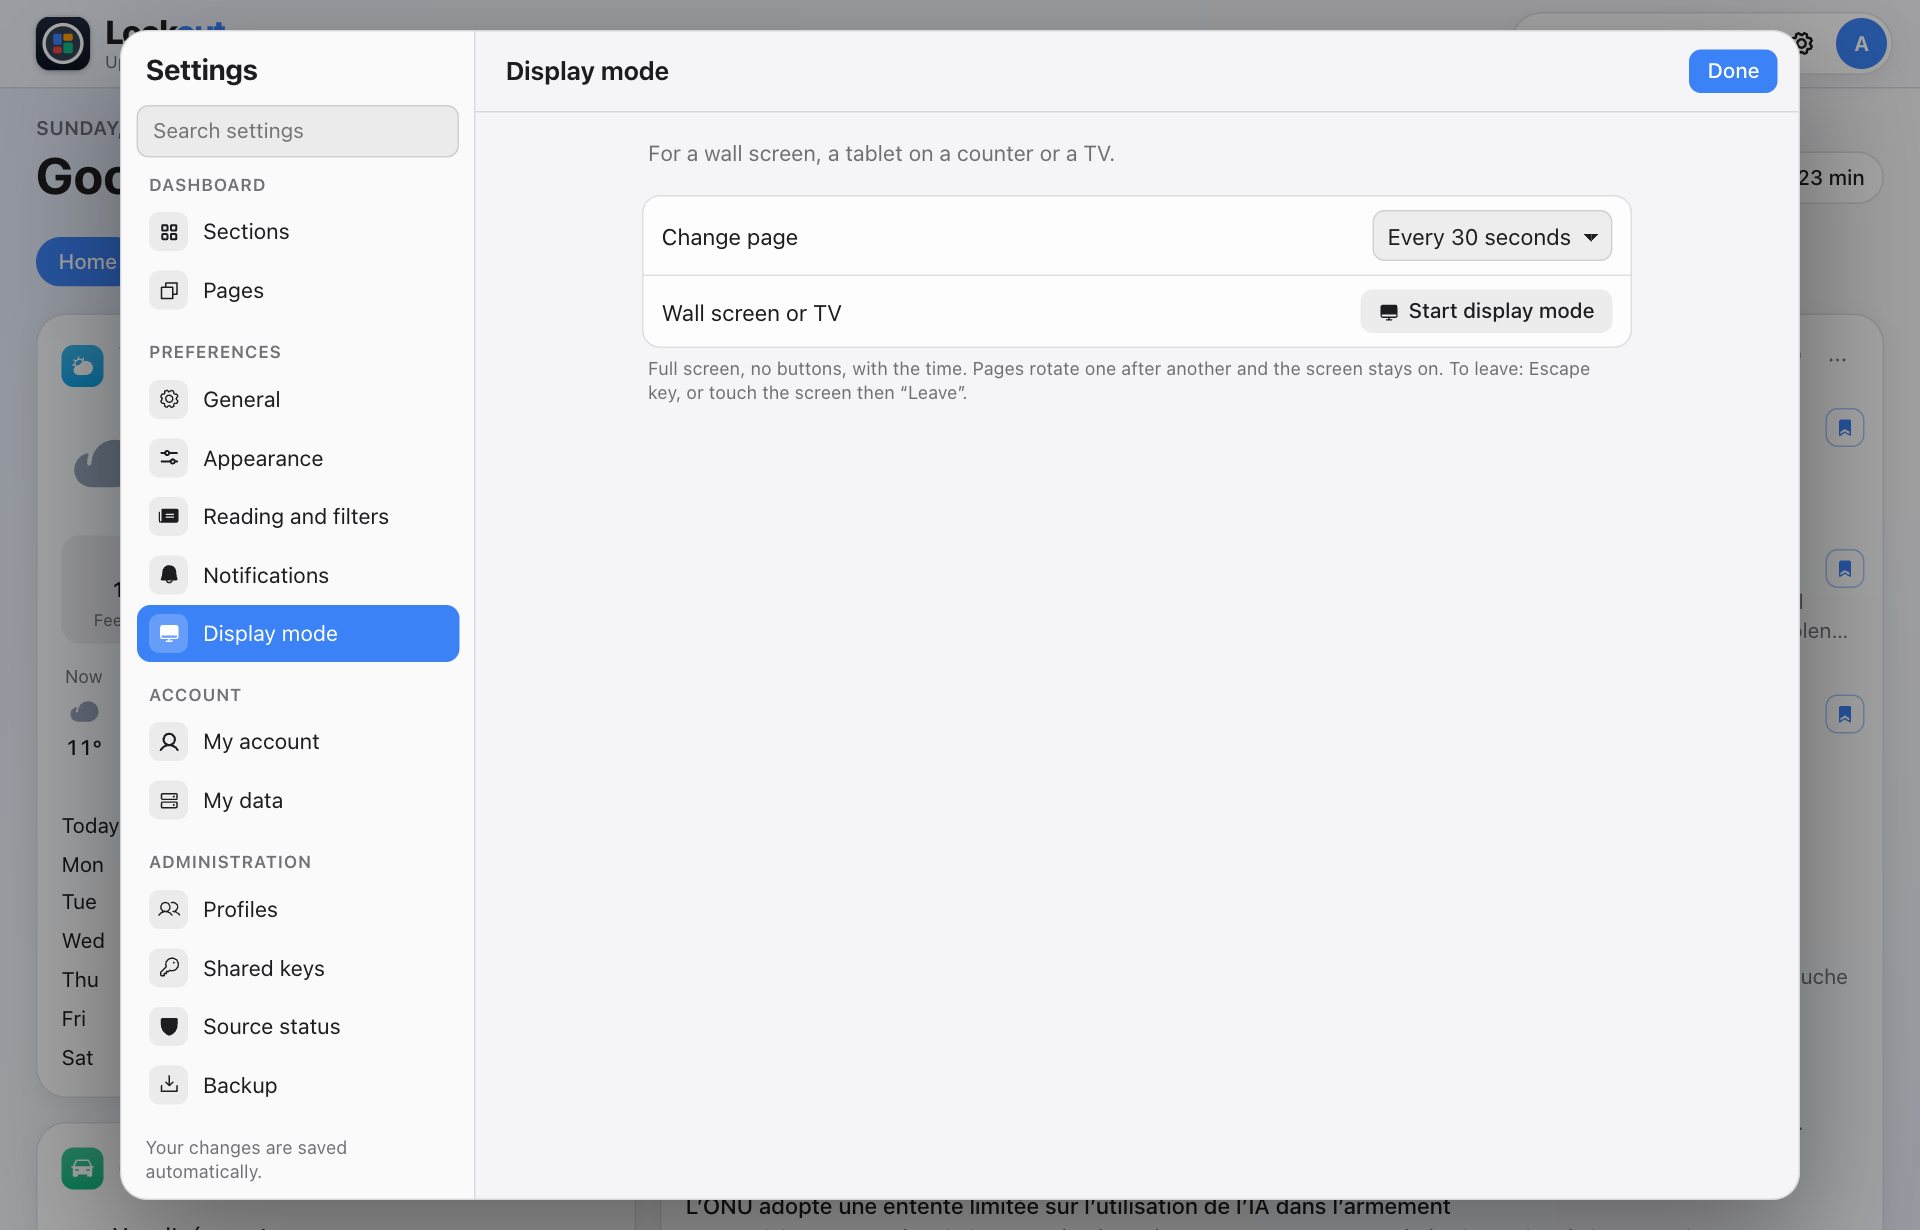 Settings
Search settings
DASHBOARD
Sections
Pages
PREFERENCES
General
Appearance
Reading and filters
Notifications
Display mode
ACCOUNT
My account
My data
ADMINISTRATION
Profiles
Shared keys
Source status
Backup
Your changes are saved
automatically.
Display mode
Done
For a wall screen, a tablet on a counter or a TV.
Change page
Every 30 seconds
Wall screen or TV
Start display mode
Full screen, no buttons, with the time. Pages rotate one after another and the screen stays on. To leave: Escape
key, or touch the screen then “Leave”.
A
SUNDAY,
23 min
Home
Now
11°
Today
Mon
Tue
Wed
Thu
Fri
Sat
L’ONU adopte une entente limitée sur l’utilisation de l’IA dans l’armement